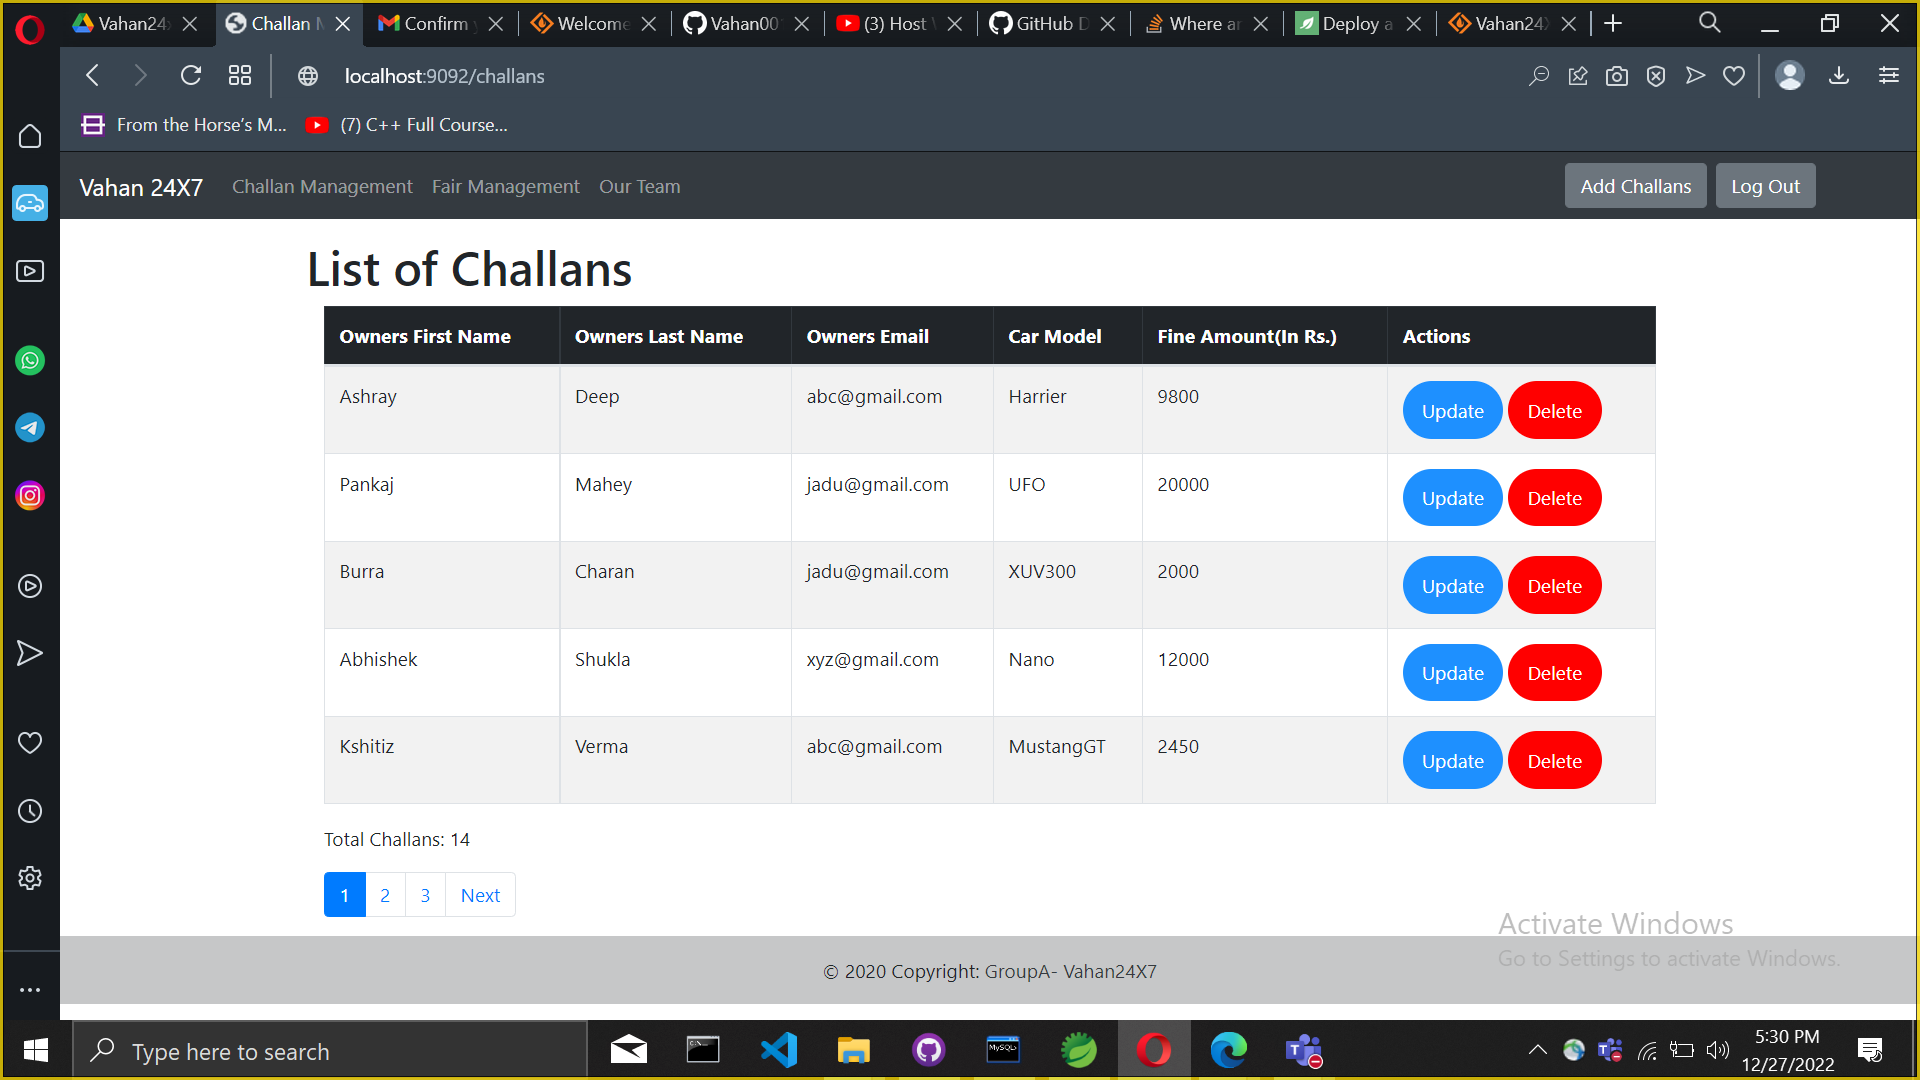 Vahan24
Challan M
Confirm
Welcome
Vahan00
(3) Host
GitHub D
Where ar
Deploy a
Vahan24
localhost:9092/challans
From the Horse's M...
(7) C++ Full Course...
Vahan 24X7
Challan Management
Fair Management
Our Team
Add Challans
Log Out
List of Challans
Owners First Name Owners Last Name Owners Email Car Model Fine Amount(In Rs.) Actions
Ashray Deep abc@gmail.com Harrier 9800 Update Delete
Pankaj Mahey jadu@gmail.com UFO 20000 Update Delete
Burra Charan jadu@gmail.com XUV300 2000 Update Delete
Abhishek Shukla xyz@gmail.com Nano 12000 Update Delete
Kshitiz Verma abc@gmail.com MustangGT 2450 Update Delete
Total Challans: 14
1 2 3 Next
Activate Windows
Go to Settings to activate Windows.
© 2020 Copyright: GroupA- Vahan24X7
Type here to search
MySQL
5:30 PM
12/27/2022